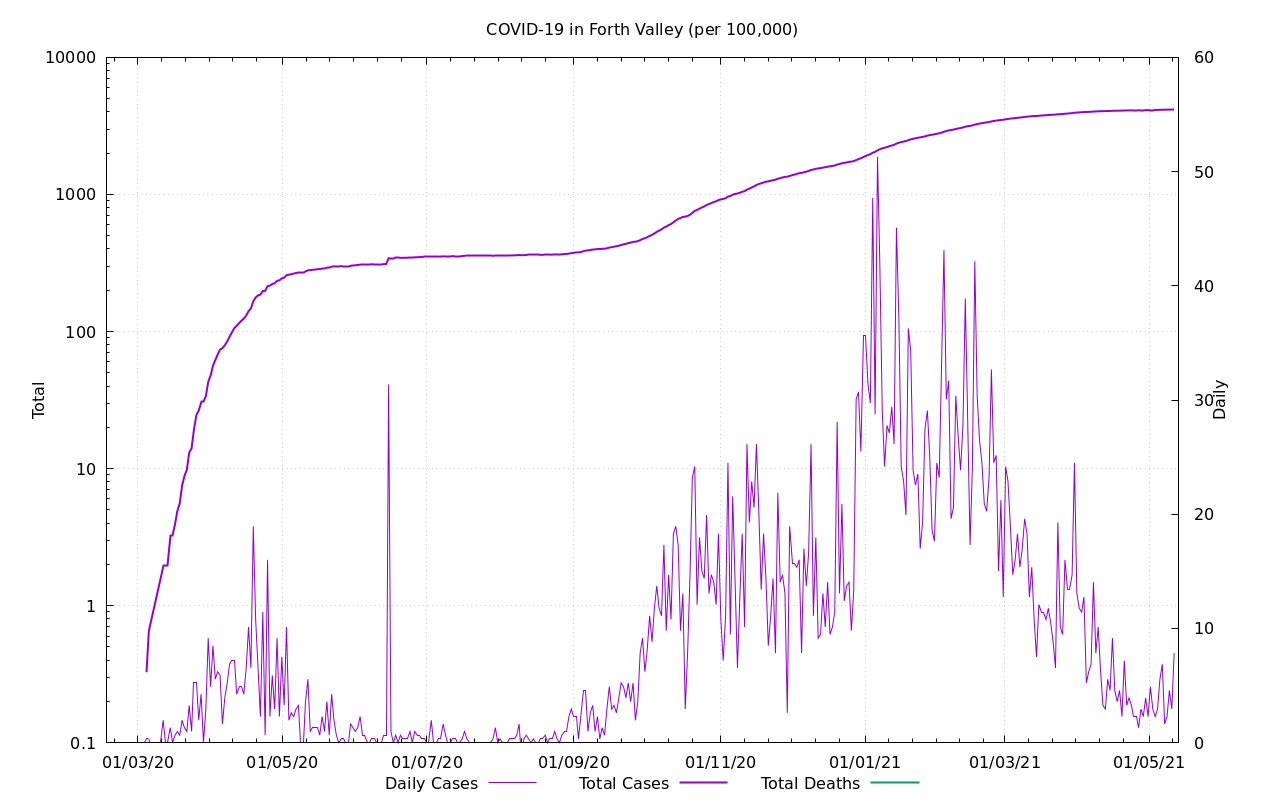 COVID-19 in Forth Valley (per 100,000)
10000
1000
100
10
1
0.1
Total
60
50
40
30
20
10
0
Daily
01/03/20 01/05/20 01/07/20 01/09/20 01/11/20 01/01/21 01/03/21 01/05/21
Daily Cases Total Cases Total Deaths